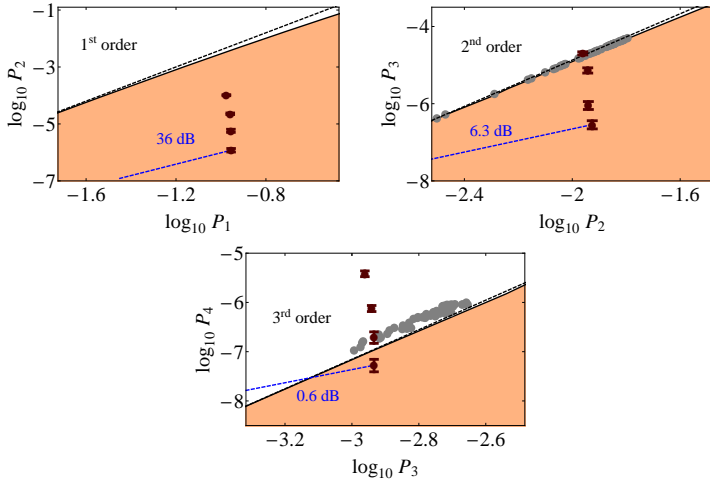 −1
−3
−5
−7
log₁₀ P₂
1ˢᵗ order
36 dB
−1.6
−1.2
−0.8
log₁₀ P₁
−4
−6
−8
log₁₀ P₃
2ⁿᵈ order
6.3 dB
−2.4
−2
−1.6
log₁₀ P₂
−5
−6
−7
−8
log₁₀ P₄
3ʳᵈ order
0.6 dB
−3.2
−3
−2.8
−2.6
log₁₀ P₃